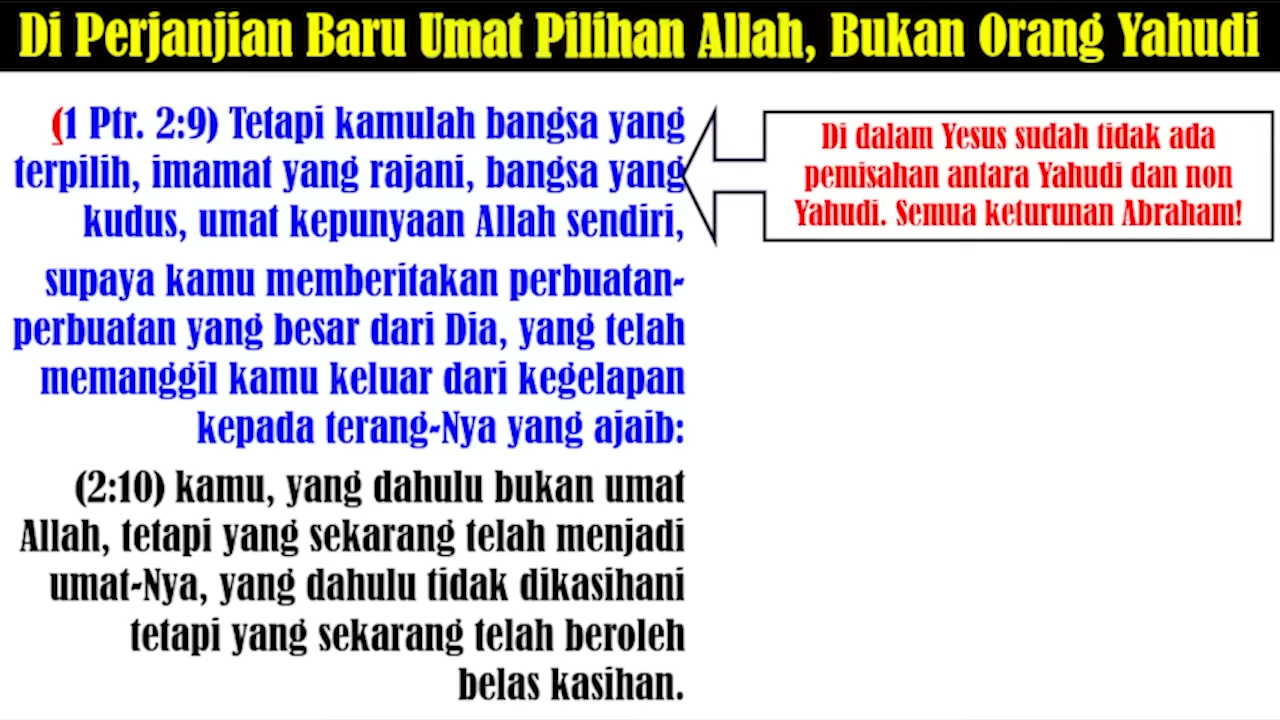 Di Perjanjian Baru Umat Pilihan Allah, Bukan Orang Yahudi
(1 Ptr. 2:9) Tetapi kamulah bangsa yang
terpilih, imamat yang rajani, bangsa yang
kudus, umat kepunyaan Allah sendiri,
supaya kamu memberitakan perbuatan-
perbuatan yang besar dari Dia, yang telah
memanggil kamu keluar dari kegelapan
kepada terang-Nya yang ajaib:
(2:10) kamu, yang dahulu bukan umat
Allah, tetapi yang sekarang telah menjadi
umat-Nya, yang dahulu tidak dikasihani
tetapi yang sekarang telah beroleh
belas kasihan.
Di dalam Yesus sudah tidak ada
pemisahan antara Yahudi dan non
Yahudi. Semua keturunan Abraham!